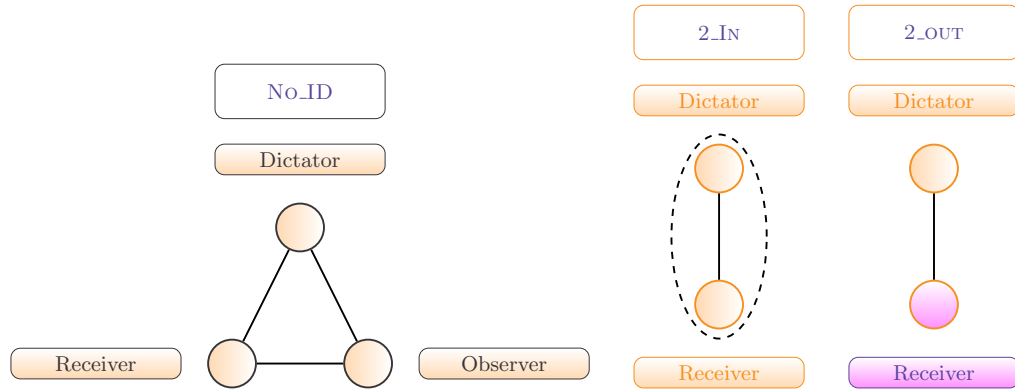 No_ID
Dictator
Receiver
Observer
2_In
Dictator
Receiver
2_out
Dictator
Receiver